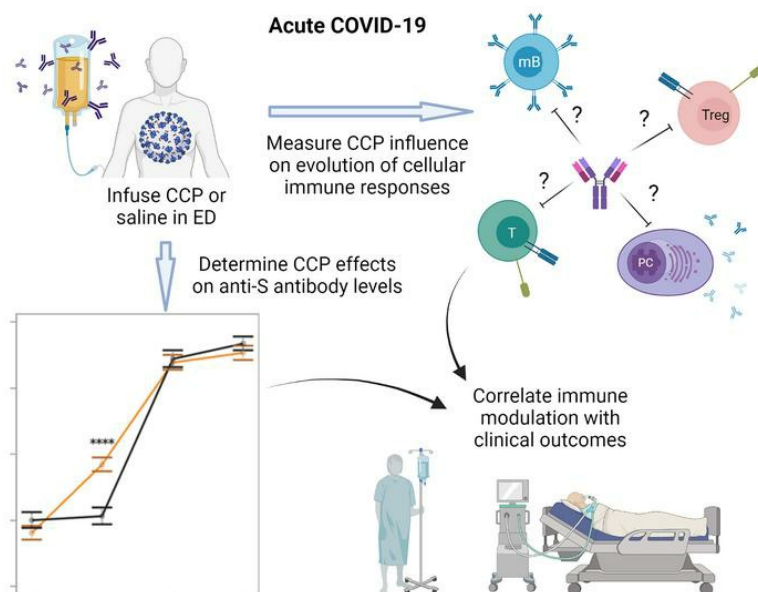 Acute COVID-19
mB
Treg
?
?
?
?
Measure CCP influence
on evolution of cellular
immune responses
Infuse CCP or
saline in ED
T
PC
Determine CCP effects
on anti-S antibody levels
****
Correlate immune
modulation with
clinical outcomes